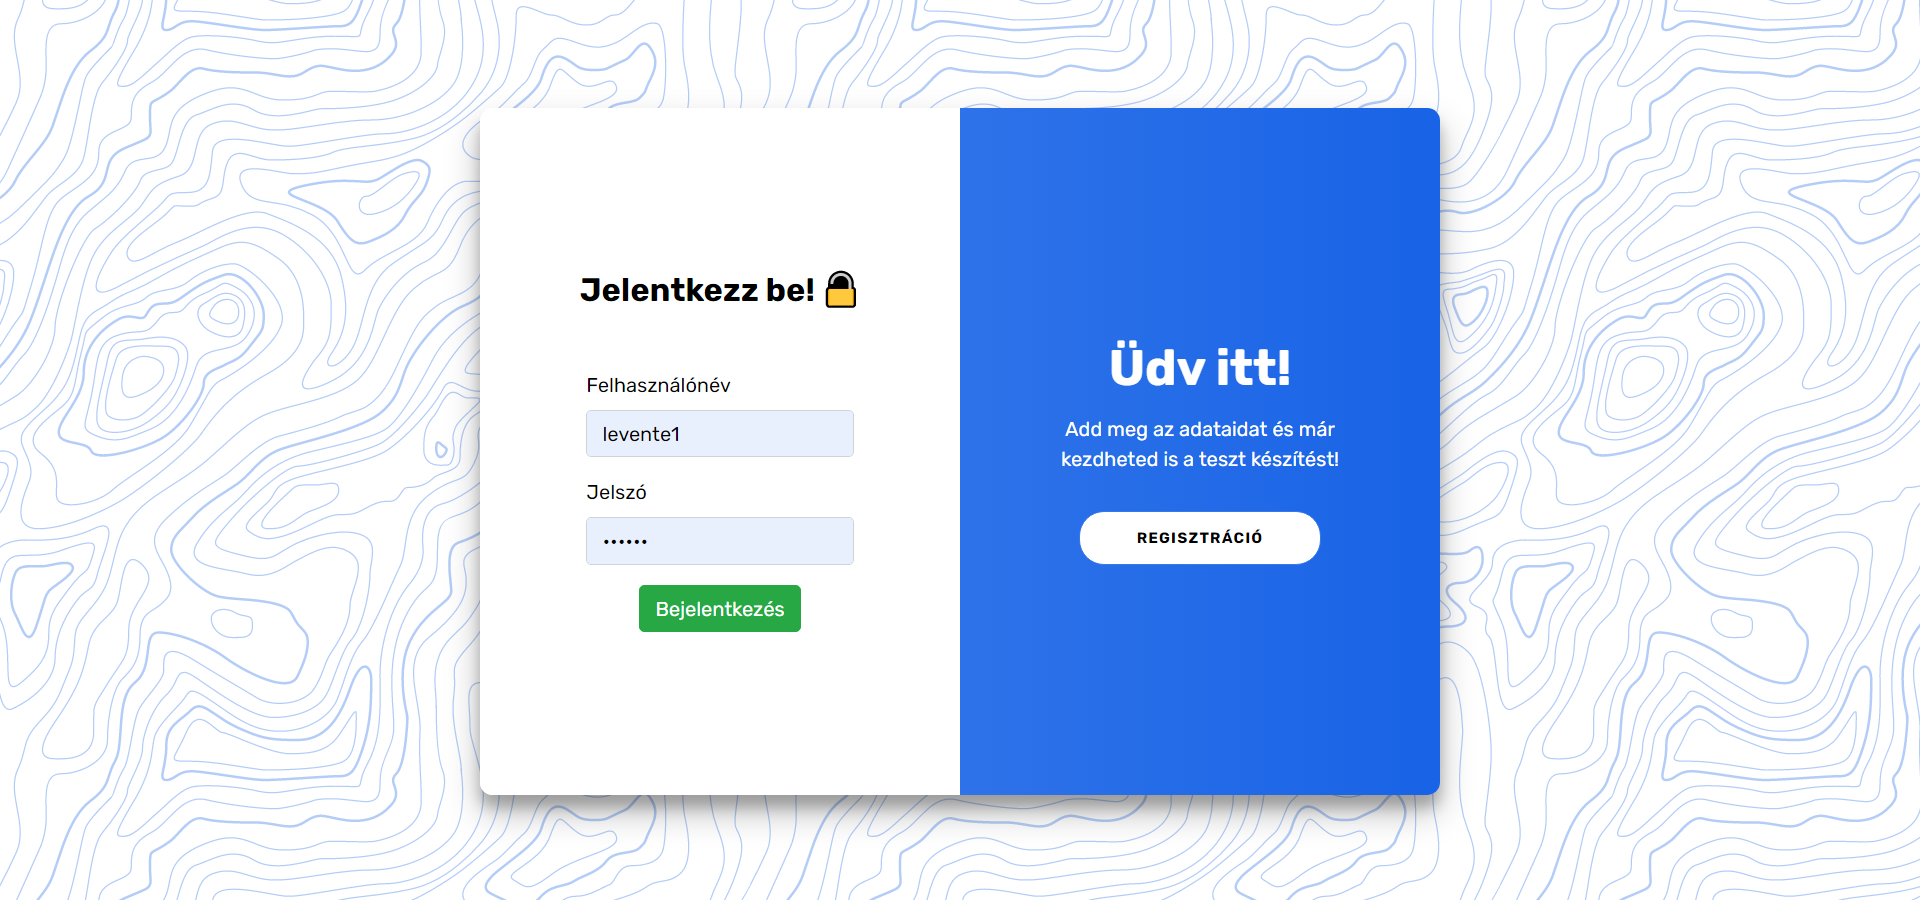 Jelentkezz be! 🔒
Felhasználónév
levente1
Jelszó
••••••
Bejelentkezés
Üdv itt!
Add meg az adataidat és már
kezdheted is a teszt készítést!
REGISZTRÁCIÓ